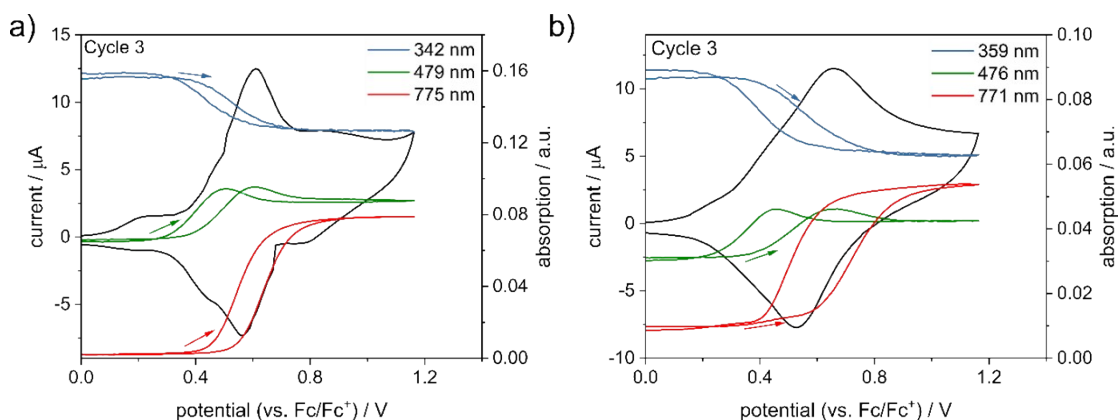 a)
Cycle 3
342 nm
479 nm
775 nm
15
10
5
0
-5
current / μA
0.16
0.12
0.08
0.04
0.00
absorption / a.u.
0.0
0.4
0.8
1.2
potential (vs. Fc/Fc⁺) / V
b)
Cycle 3
359 nm
476 nm
771 nm
10
5
0
-5
-10
current / μA
0.10
0.08
0.06
0.04
0.02
0.00
absorption / a.u.
0.0
0.4
0.8
1.2
potential (vs. Fc/Fc⁺) / V